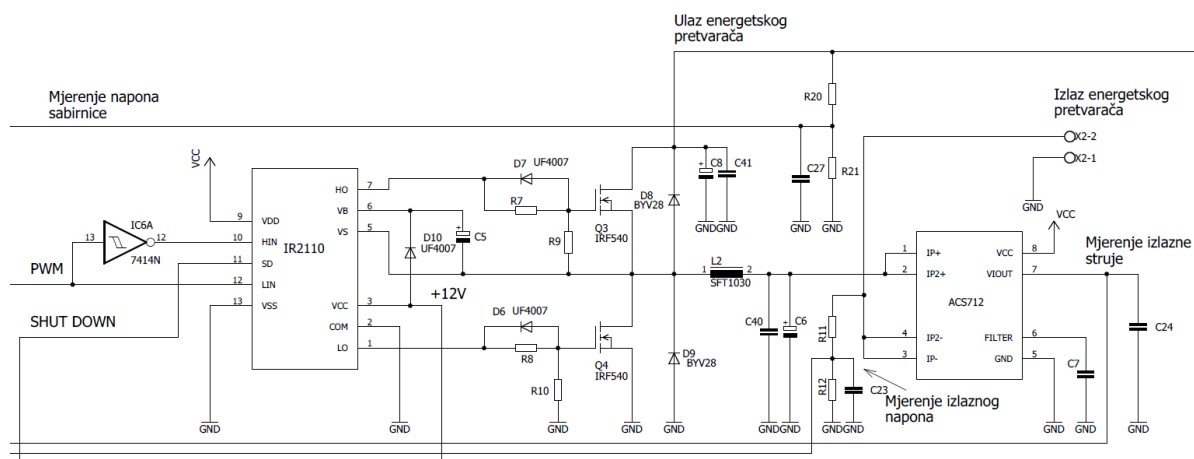 Ulaz energetskog
pretvarača
Mjerenje napona
sabirnice
Izlaz energetskog
pretvarača
R20
X2-2
X2-1
C27
R21
GND
GND
GND
VCC
IC6A
13
12
7414N
PWM
SHUT DOWN
9
10
11
12
13
VDD
HIN
SD
LIN
VSS
IR2110
HO
VB
VS
VCC
COM
LO
7
6
5
3
2
1
D7
UF4007
R7
R9
Q3
IRF540
D10
UF4007
C5
+12V
D8
BYV28
C8
C41
GND
GND
1
L2
2
SFT1030
D6
UF4007
R8
R10
Q4
IRF540
D9
BYV28
C40
C6
R11
R12
C23
Mjerenje izlaznog
napona
1
2
4
3
IP+
IP2+
IP2-
IP-
ACS712
VCC
VIOUT
FILTER
GND
8
7
6
5
VCC
Mjerenje izlazne
struje
C24
C7
GND
GND
GND
GND
GND
GND
GND
GND
GND
GND
GND
GND
GND